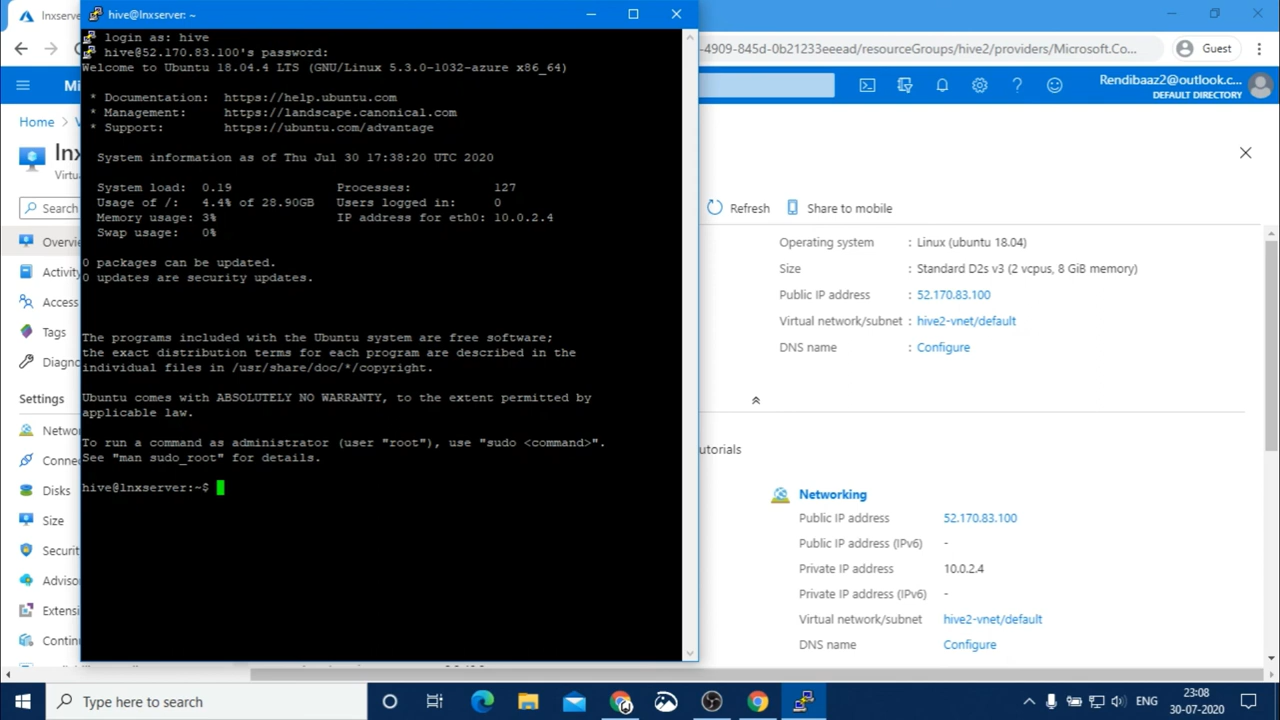 lnxserve
hive@lnxserver: ~
login as: hive
hive@52.170.83.100's password:
Welcome to Ubuntu 18.04.4 LTS (GNU/Linux 5.3.0-1032-azure x86_64)
* Documentation: https://help.ubuntu.com
* Management: https://landscape.canonical.com
* Support: https://ubuntu.com/advantage
System information as of Thu Jul 30 17:38:20 UTC 2020
System load: 0.19 Processes: 127
Usage of /: 4.4% of 28.90GB Users logged in: 0
Memory usage: 3% IP address for eth0: 10.0.2.4
Swap usage: 0%
0 packages can be updated.
0 updates are security updates.
The programs included with the Ubuntu system are free software;
the exact distribution terms for each program are described in the
individual files in /usr/share/doc/*/copyright.
Ubuntu comes with ABSOLUTELY NO WARRANTY, to the extent permitted by
applicable law.
To run a command as administrator (user "root"), use "sudo <command>".
See "man sudo_root" for details.
hive@lnxserver:~$
-4909-845d-0b21233eeead/resourceGroups/hive2/providers/Microsoft.Co...
Guest
Mi
Rendibaaz2@outlook.c...
DEFAULT DIRECTORY
Home > V
lnx
Virtu
Search
Overv
Activity
Access
Tags
Diagn
Settings
Netwo
Conne
Disks
Size
Securit
Adviso
Extensi
Contin
Refresh
Share to mobile
Operating system : Linux (ubuntu 18.04)
Size : Standard D2s v3 (2 vcpus, 8 GiB memory)
Public IP address : 52.170.83.100
Virtual network/subnet : hive2-vnet/default
DNS name : Configure
utorials
Networking
Public IP address 52.170.83.100
Public IP address (IPv6) -
Private IP address 10.0.2.4
Private IP address (IPv6) -
Virtual network/subnet hive2-vnet/default
DNS name Configure
Type here to search
ENG
23:08
30-07-2020